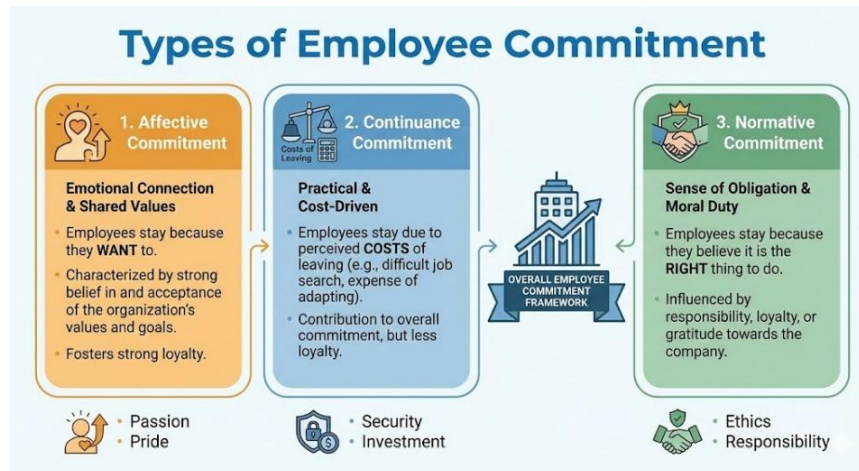 Types of Employee Commitment
1. Affective
Commitment
Emotional Connection
& Shared Values
• Employees stay because
they WANT to.
• Characterized by strong
belief in and acceptance
of the organization's
values and goals.
• Fosters strong loyalty.
• Passion
• Pride
Costs of
Leaving
2. Continuance
Commitment
Practical &
Cost-Driven
• Employees stay due to
perceived COSTS of
leaving (e.g., difficult job
search, expense of
adapting).
• Contribution to overall
commitment, but less
loyalty.
• Security
• Investment
$
OVERALL EMPLOYEE
COMMITMENT
FRAMEWORK
3. Normative
Commitment
Sense of Obligation &
Moral Duty
• Employees stay because
they believe it is the
RIGHT thing to do.
• Influenced by
responsibility, loyalty, or
gratitude towards the
company.
• Ethics
• Responsibility